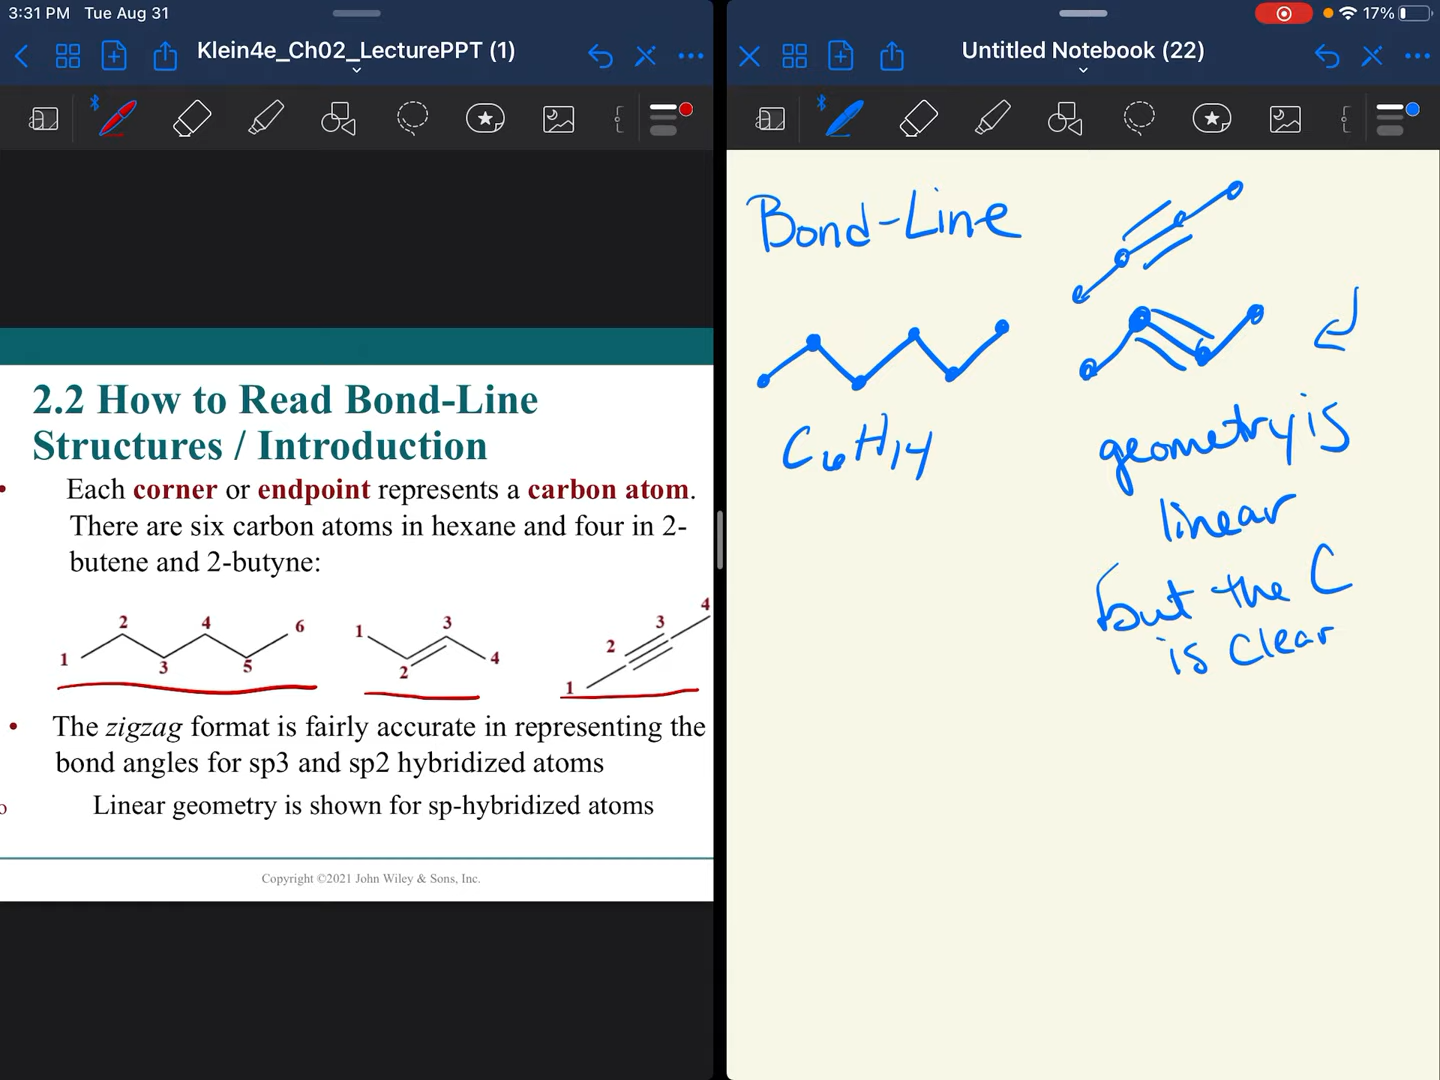 3:31 PM Tue Aug 31
17%
Klein4e_Ch02_LecturePPT (1)
Untitled Notebook (22)
2.2 How to Read Bond-Line
Structures / Introduction
• Each corner or endpoint represents a carbon atom.
There are six carbon atoms in hexane and four in 2-
butene and 2-butyne:
1 2 3 4 5 6
1 2 3 4
1 2 3 4
• The zigzag format is fairly accurate in representing the
bond angles for sp3 and sp2 hybridized atoms
o Linear geometry is shown for sp-hybridized atoms
Copyright ©2021 John Wiley & Sons, Inc.
Bond-Line
C6H14
geometry is
linear
but the C
is clear